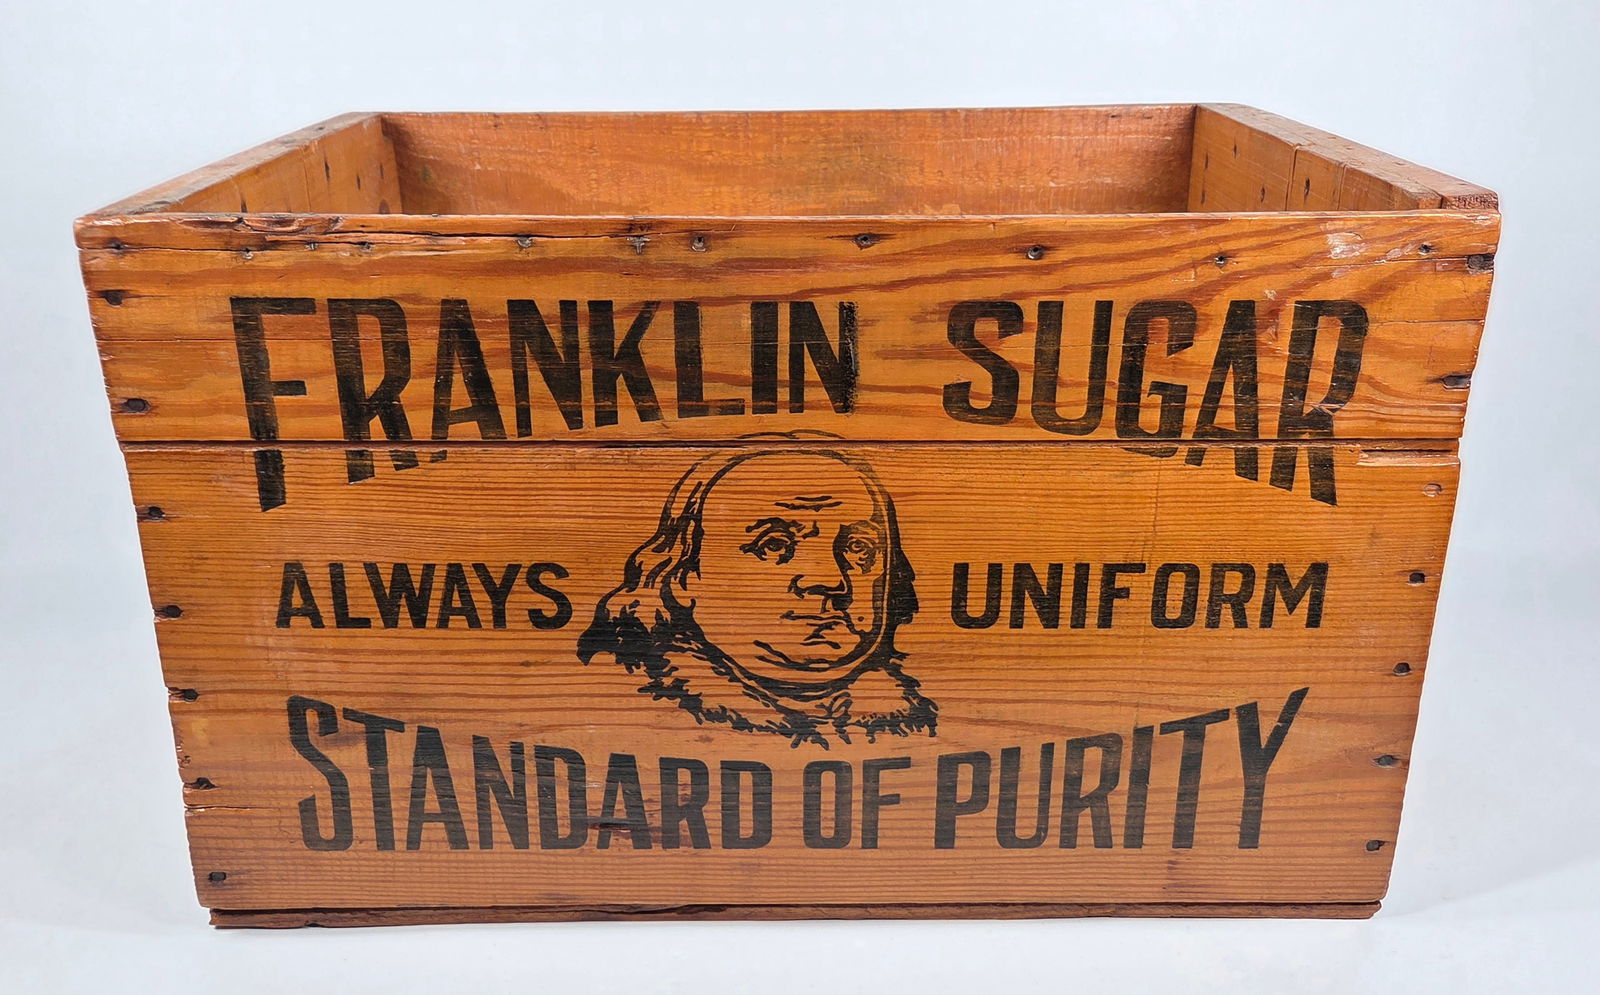 FRANKLIN SUGAR
ALWAYS UNIFORM
STANDARD OF PURITY